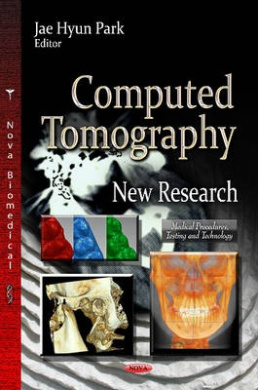 Jae Hyun Park
Editor
Computed
Tomography
New Research
Medical Procedures,
Testing and Technology
Nova Biomedical
NOVA